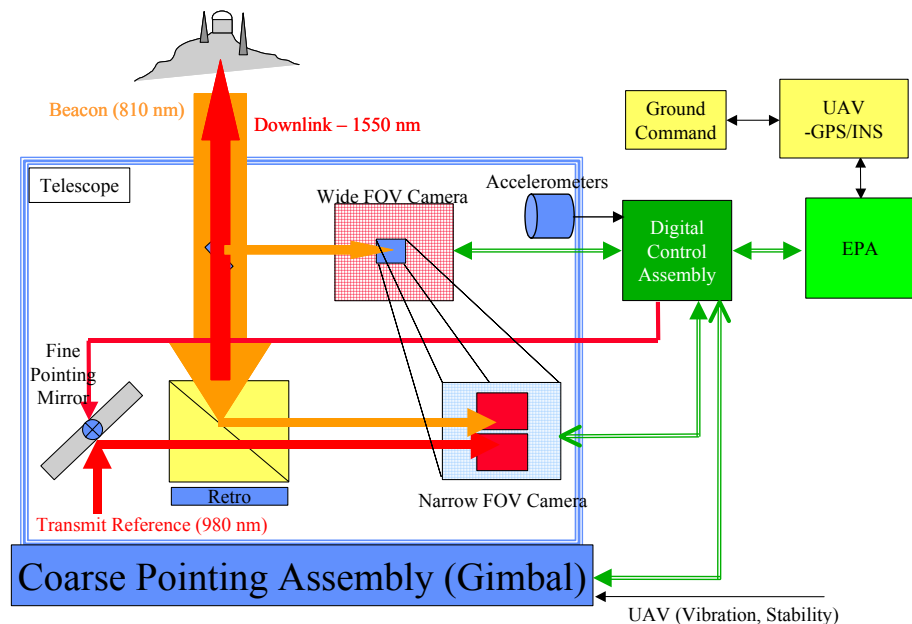 Beacon (810 nm)
Downlink – 1550 nm
Ground
Command
UAV
-GPS/INS
Telescope
Wide FOV Camera
Accelerometers
Digital
Control
Assembly
EPA
Fine
Pointing
Mirror
Retro
Narrow FOV Camera
Transmit Reference (980 nm)
Coarse Pointing Assembly (Gimbal)
UAV (Vibration, Stability)